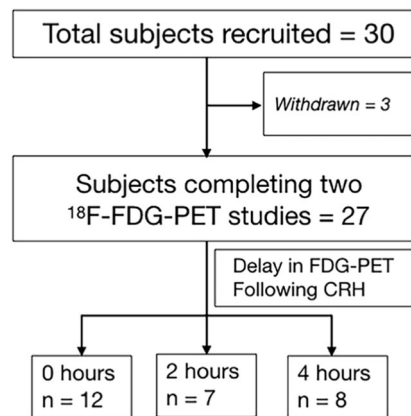 Total subjects recruited = 30
Withdrawn = 3
Subjects completing two
¹⁸F-FDG-PET studies = 27
Delay in FDG-PET
Following CRH
0 hours
n = 12
2 hours
n = 7
4 hours
n = 8